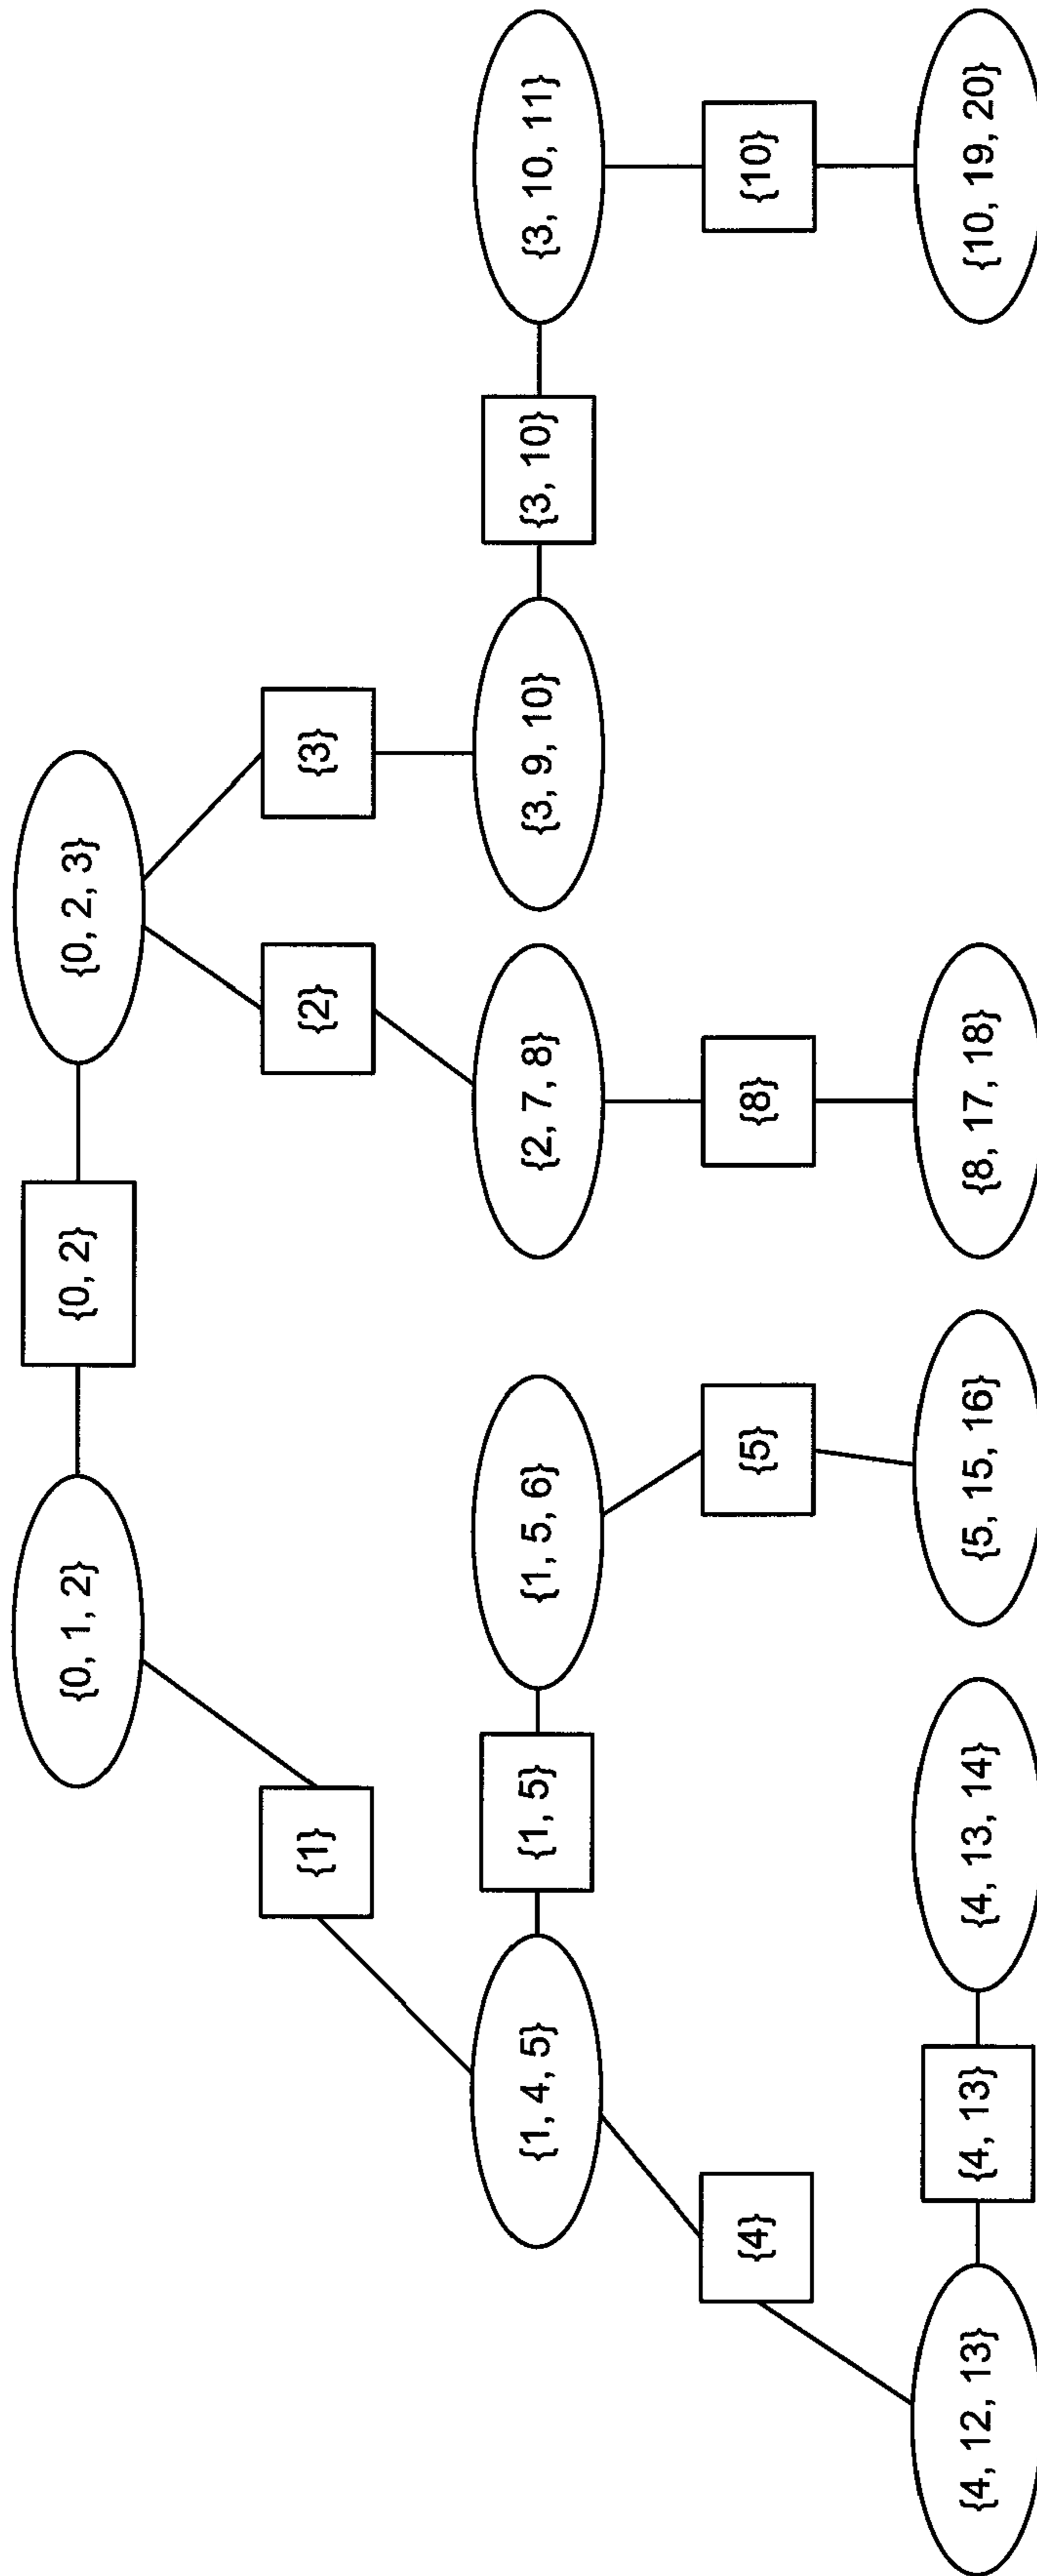 {0, 1, 2}
{0, 2}
{0, 2, 3}
{1}
{2}
{3}
{1, 4, 5}
{1, 5}
{1, 5, 6}
{2, 7, 8}
{3, 9, 10}
{3, 10}
{3, 10, 11}
{4}
{5}
{8}
{10}
{4, 12, 13}
{4, 13}
{4, 13, 14}
{5, 15, 16}
{8, 17, 18}
{10, 19, 20}